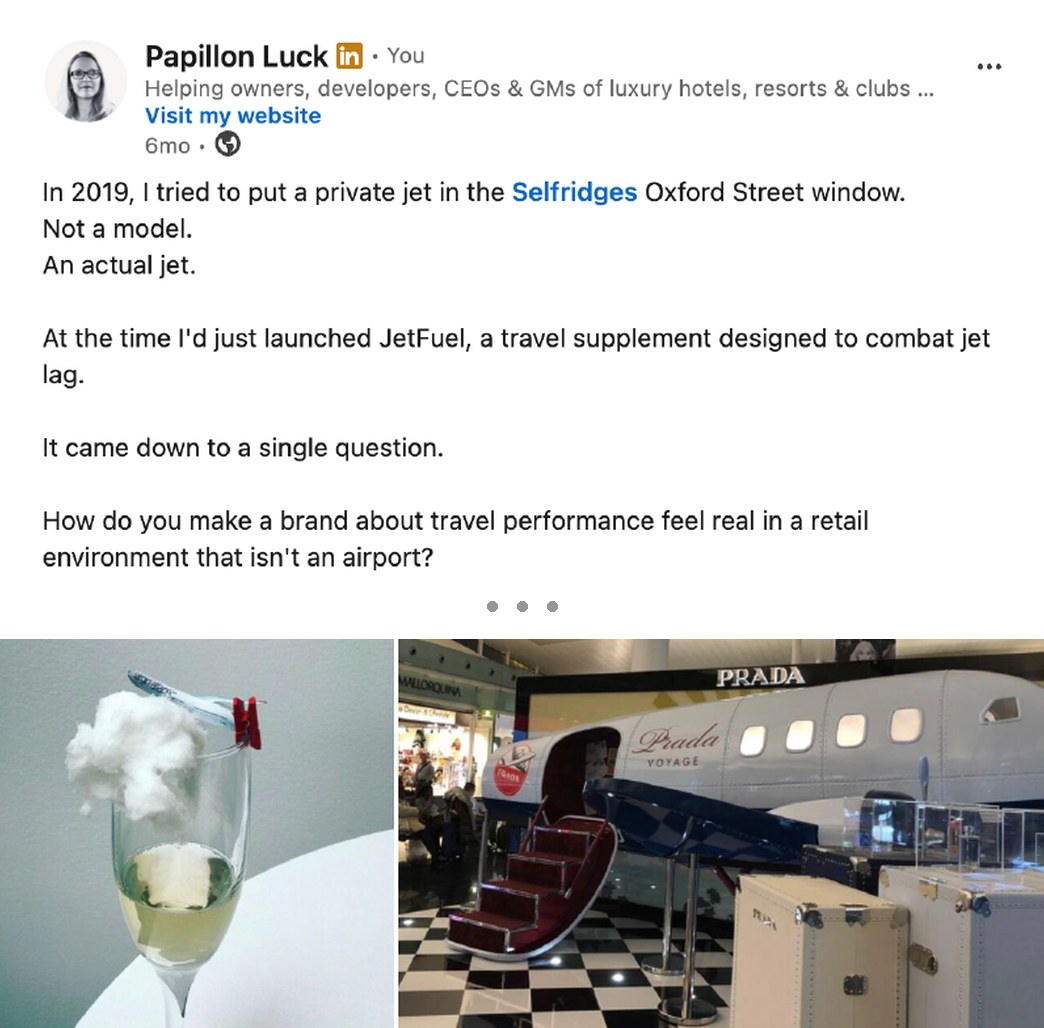 Papillon Luck in • You
Helping owners, developers, CEOs & GMs of luxury hotels, resorts & clubs ...
Visit my website
6mo •
In 2019, I tried to put a private jet in the Selfridges Oxford Street window.
Not a model.
An actual jet.
At the time I'd just launched JetFuel, a travel supplement designed to combat jet
lag.
It came down to a single question.
How do you make a brand about travel performance feel real in a retail
environment that isn't an airport?
MALLORQUINA
PRADA
Prada
VOYAGE
PRADA